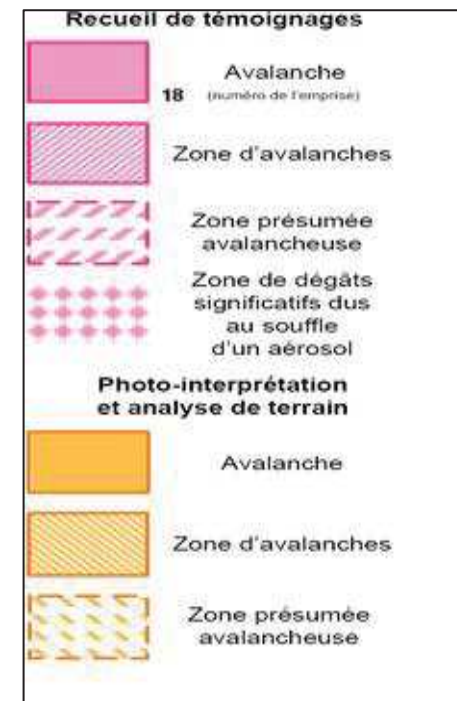 Recueil de témoignages
Avalanche
18 (numéro de l'emprise)
Zone d'avalanches
Zone présumée
avalancheuse
Zone de dégâts
significatifs dus
au souffle
d'un aérosol
Photo-interprétation
et analyse de terrain
Avalanche
Zone d'avalanches
Zone présumée
avalancheuse